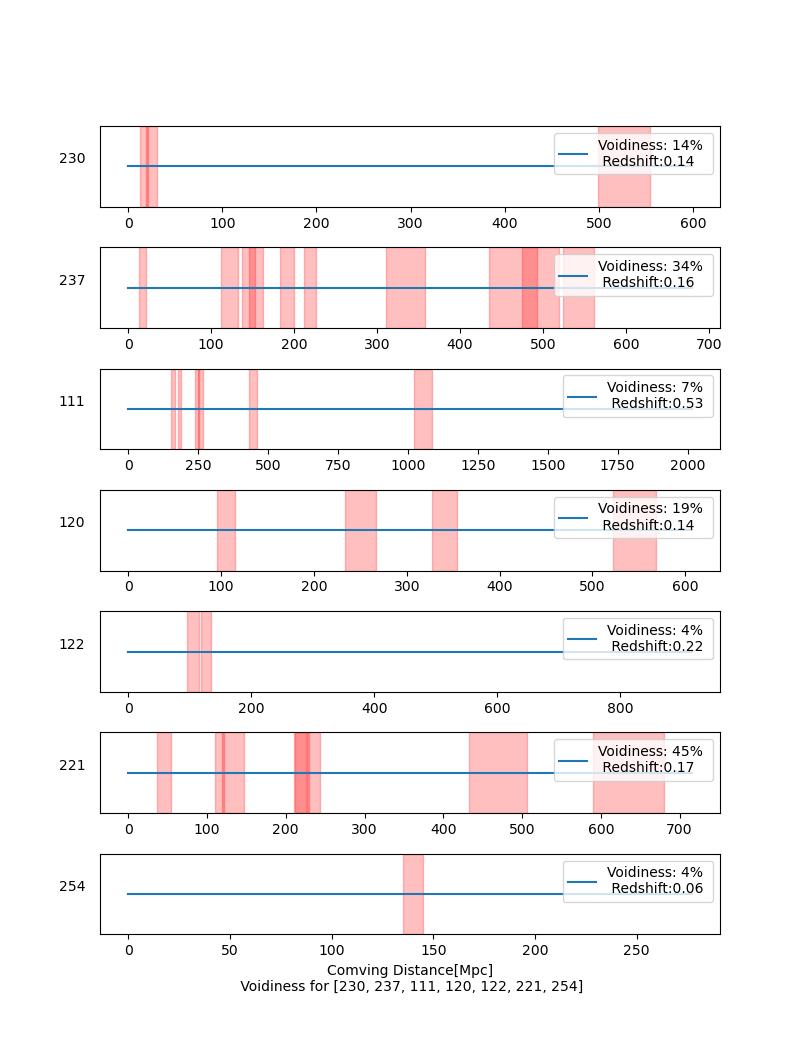 230
Voidiness: 14%
Redshift:0.14
0 100 200 300 400 500 600
237
Voidiness: 34%
Redshift:0.16
0 100 200 300 400 500 600 700
111
Voidiness: 7%
Redshift:0.53
0 250 500 750 1000 1250 1500 1750 2000
120
Voidiness: 19%
Redshift:0.14
0 100 200 300 400 500 600
122
Voidiness: 4%
Redshift:0.22
0 200 400 600 800
221
Voidiness: 45%
Redshift:0.17
0 100 200 300 400 500 600 700
254
Voidiness: 4%
Redshift:0.06
0 50 100 150 200 250
Comving Distance[Mpc]
Voidiness for [230, 237, 111, 120, 122, 221, 254]